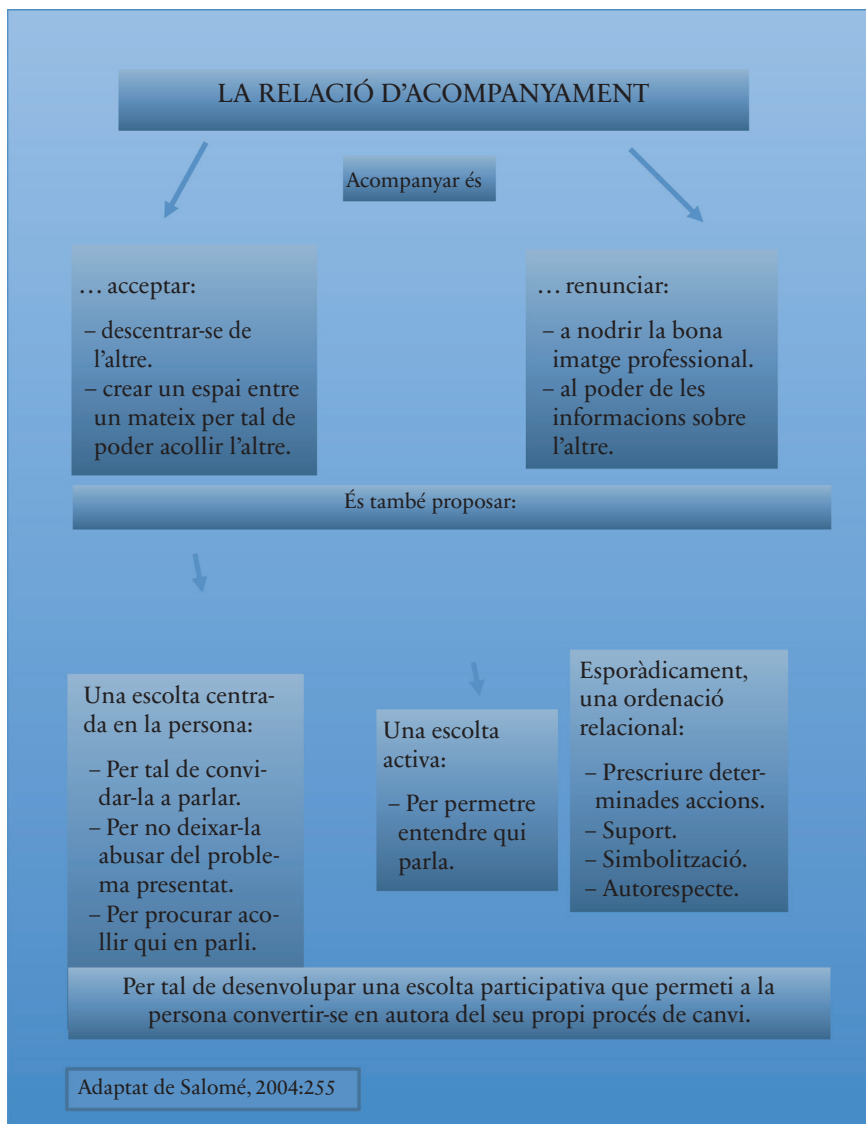 LA RELACIÓ D’ACOMPANYAMENT
Acompanyar és
… acceptar:
– descentrar-se de
l’altre.
– crear un espai entre
un mateix per tal de
poder acollir l’altre.
… renunciar:
– a nodrir la bona
imatge professional.
– al poder de les
informacions sobre
l’altre.
És també proposar:
Una escolta centra-
da en la persona:
– Per tal de convi-
dar-la a parlar.
– Per no deixar-la
abusar del proble-
ma presentat.
– Per procurar aco-
llir qui en parli.
Una escolta
activa:
– Per permetre
entendre qui
parla.
Esporàdicament,
una ordenació
relacional:
– Prescriure deter-
minades accions.
– Suport.
– Simbolització.
– Autorespecte.
Per tal de desenvolupar una escolta participativa que permeti a la
persona convertir-se en autora del seu propi procés de canvi.
Adaptat de Salomé, 2004:255